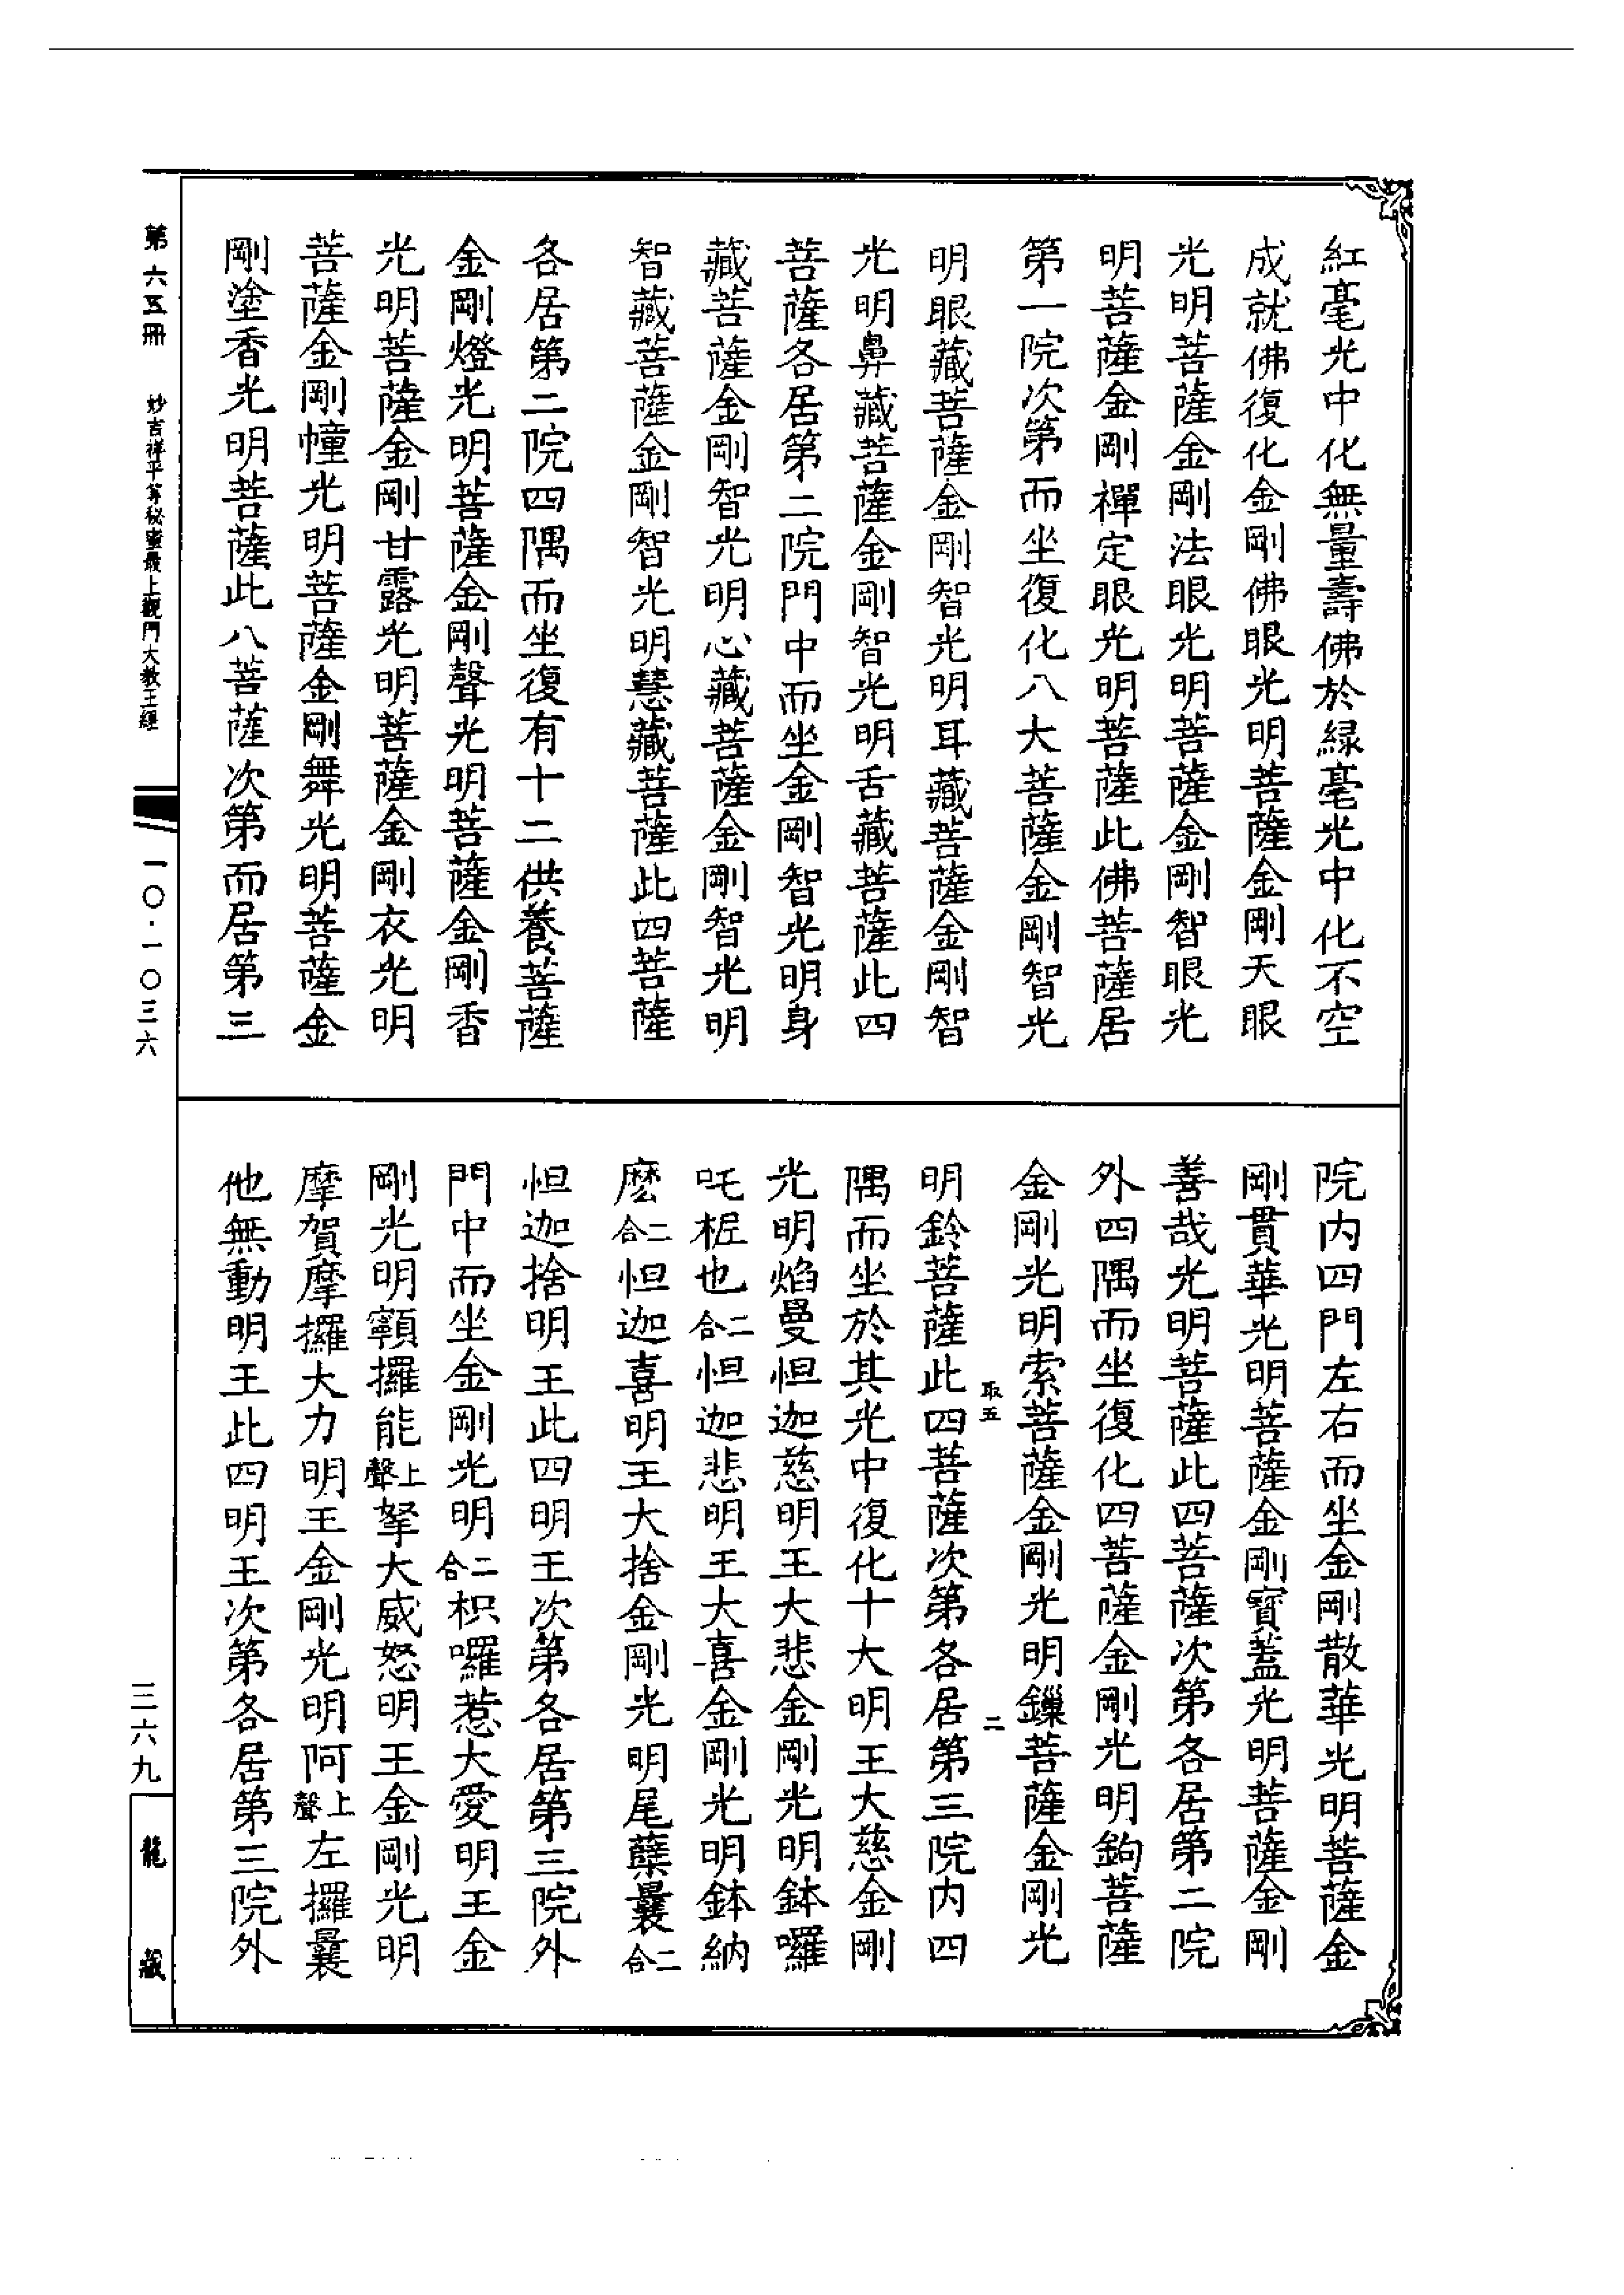 紅毫光中化無量壽佛於緑毫光中化不空
成就佛復化金剛佛眼光明菩薩金剛天眼
光明菩薩金剛法眼光明菩薩金剛智眼光
明菩薩金剛禪定眼光明菩薩此佛菩薩居
第一院次第而坐復化八大菩薩金剛智光
明眼藏菩薩金剛智光明耳藏菩薩金剛智
光明鼻藏菩薩金剛智光明舌藏菩薩此四
菩薩各居第二院門中而坐金剛智光明身
藏菩薩金剛智光明心藏菩薩金剛智光明
智藏菩薩金剛智光明慧藏菩薩此四菩薩
各居第二院四隅而坐復有十二供養菩薩
金剛燈光明菩薩金剛聲光明菩薩金剛香
光明菩薩金剛甘露光明菩薩金剛衣光明
菩薩金剛幢光明菩薩金剛舞光明菩薩金
剛塗香光明菩薩此八菩薩次第而居第三
院内四門左右而坐金剛散華光明菩薩金
剛貫華光明菩薩金剛寶蓋光明菩薩金剛
善哉光明菩薩此四菩薩次第各居第二院
外四隅而坐復化四菩薩金剛光明鉤菩薩
金剛光明索菩薩金剛光明鏁菩薩金剛光
取五 二
明鈴菩薩此四菩薩次第各居第三院内四
隅而坐於其光中復化十大明王大慈金剛
光明焰曼怛迦慈明王大悲金剛光明鉢囉
吒枳也二合怛迦悲明王大喜金剛光明鉢納
麽二合怛迦喜明王大捨金剛光明尾蘖曩二合
怛迦捨明王此四明王次第各居第三院外
門中而坐金剛光明二合枳囉惹大愛明王金
剛光明𩕳攞能上聲拏大威怒明王金剛光明
摩賀摩攞大力明王金剛光明阿上聲左攞曩
他無動明王此四明王次第各居第三院外
第六五冊 妙吉祥平等秘密最上觀門大教王經 一〇·一〇三六 三六九 龍藏